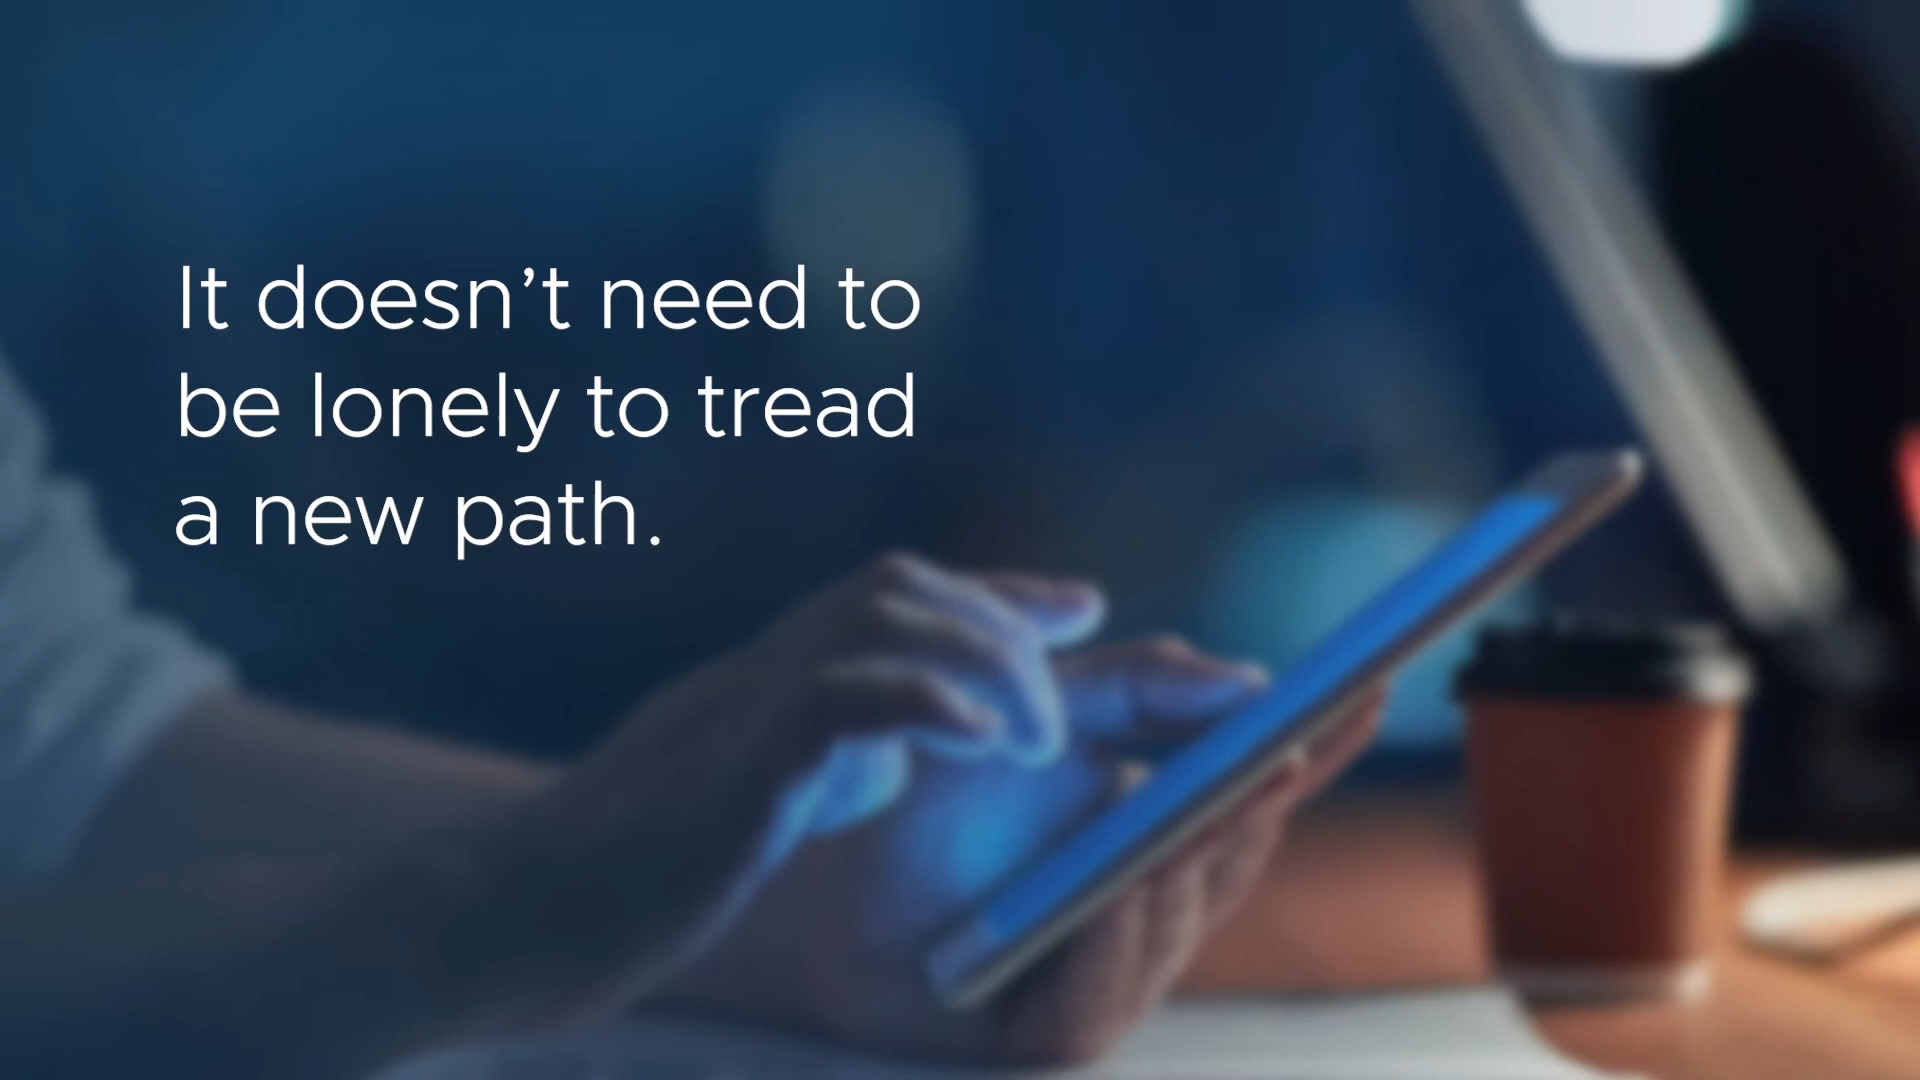 It doesn’t need to
be lonely to tread
a new path.